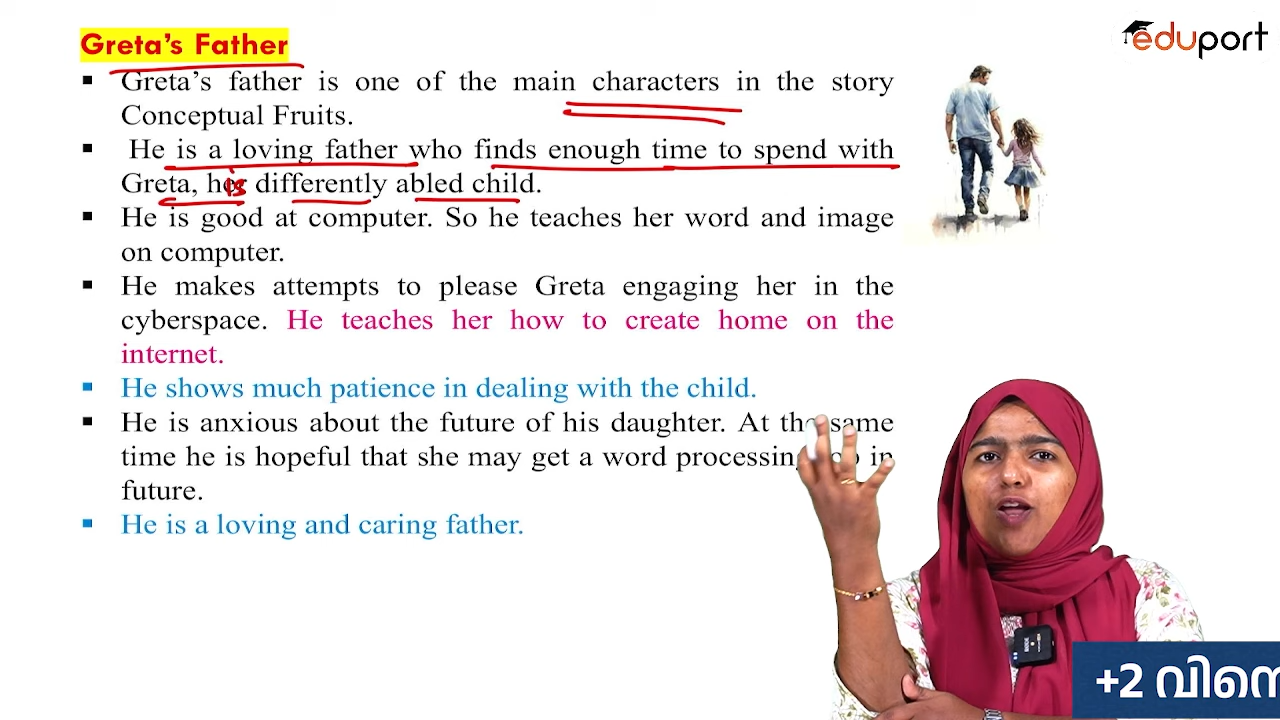 Greta's Father
eduport
▪ Greta's father is one of the main characters in the story
Conceptual Fruits.
▪ He is a loving father who finds enough time to spend with
Greta, her differently abled child.
is
▪ He is good at computer. So he teaches her word and image
on computer.
▪ He makes attempts to please Greta engaging her in the
cyberspace. He teaches her how to create home on the
internet.
▪ He shows much patience in dealing with the child.
▪ He is anxious about the future of his daughter. At the same
time he is hopeful that she may get a word processing in
future.
▪ He is a loving and caring father.
+2 വിനെ